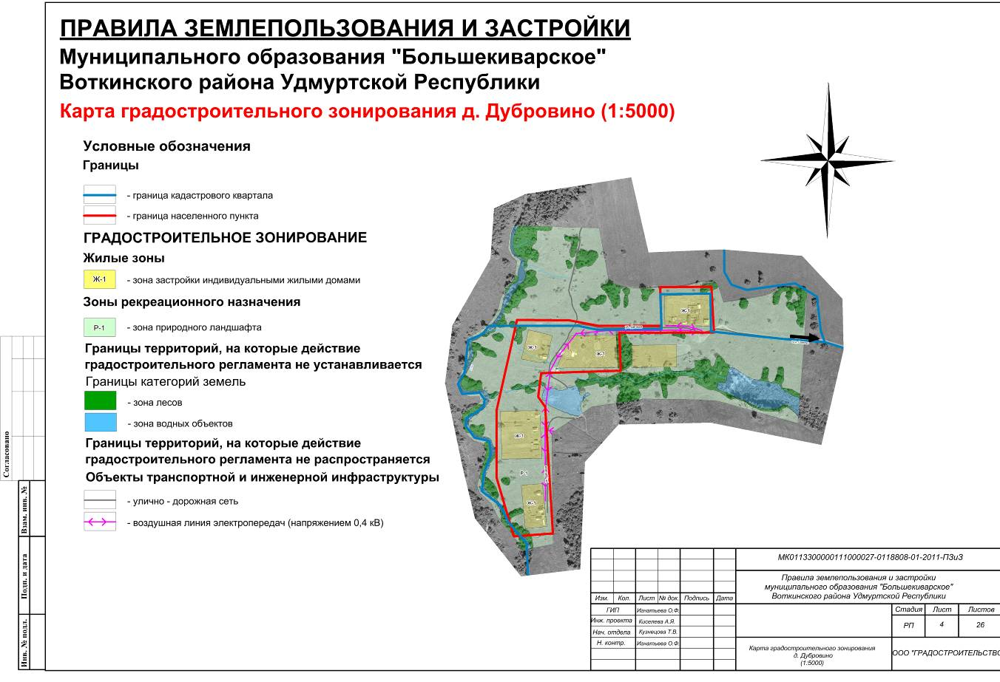 ПРАВИЛА ЗЕМЛЕПОЛЬЗОВАНИЯ И ЗАСТРОЙКИ
Муниципального образования "Большекиварское"
Воткинского района Удмуртской Республики
Карта градостроительного зонирования д. Дубровино (1:5000)
Условные обозначения
Границы
- граница кадастрового квартала
- граница населенного пункта
ГРАДОСТРОИТЕЛЬНОЕ ЗОНИРОВАНИЕ
Жилые зоны
Ж-1 - зона застройки индивидуальными жилыми домами
Зоны рекреационного назначения
Р-1 - зона природного ландшафта
Границы территорий, на которые действие
градостроительного регламента не устанавливается
Границы категорий земель
- зона лесов
- зона водных объектов
Границы территорий, на которые действие
градостроительного регламента не распространяется
Объекты транспортной и инженерной инфраструктуры
- улично - дорожная сеть
- воздушная линия электропередач (напряжением 0,4 кВ)
Ж-1
Ж-1
Ж-1
Ж-1
Р-1
Ж-1
Согласовано
Взам. инв. №
Подп. и дата
Инв. № подл.
МК0113300000111000027-0118808-01-2011-ПЗиЗ
Правила землепользования и застройки
муниципального образования "Большекиварское"
Воткинского района Удмуртской Республики
Изм. Кол. Лист № док. Подпись Дата
ГИП Игнатьева О.Ф.
Инж. проекта Киселева А.Я.
Нач. отдела Кузнецова Т.В.
Н. контр. Игнатьева О.Ф.
Стадия Лист Листов
РП 4 26
Карта градостроительного зонирования
д. Дубровино
(1:5000)
ООО "ГРАДОСТРОИТЕЛЬСТВО